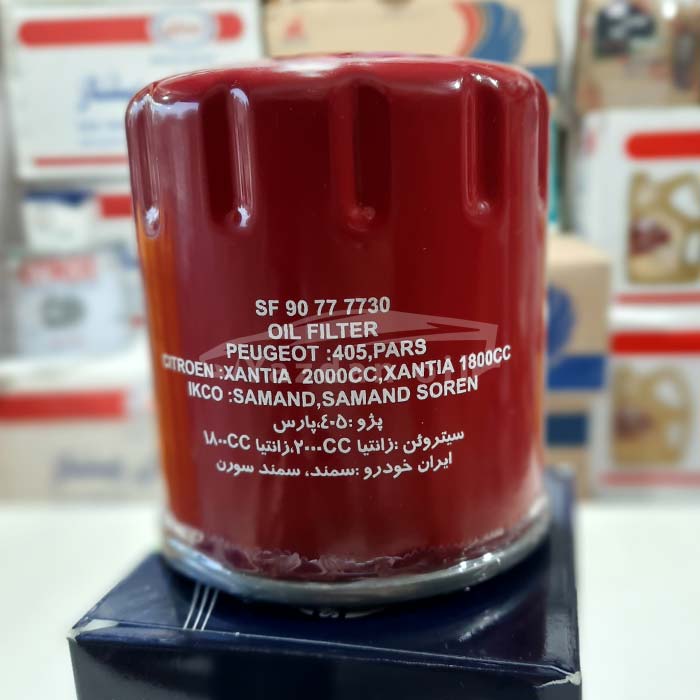 SF 90 77 7730
OIL FILTER
PEUGEOT :405,PARS
CITROEN :XANTIA 2000CC,XANTIA 1800CC
IKCO :SAMAND,SAMAND SOREN
پژو :۴۰۵،پارس
سیتروئن :زانتیا ۲۰۰۰CC،زانتیا ۱۸۰۰CC
ایران خودرو :سمند، سمند سورن